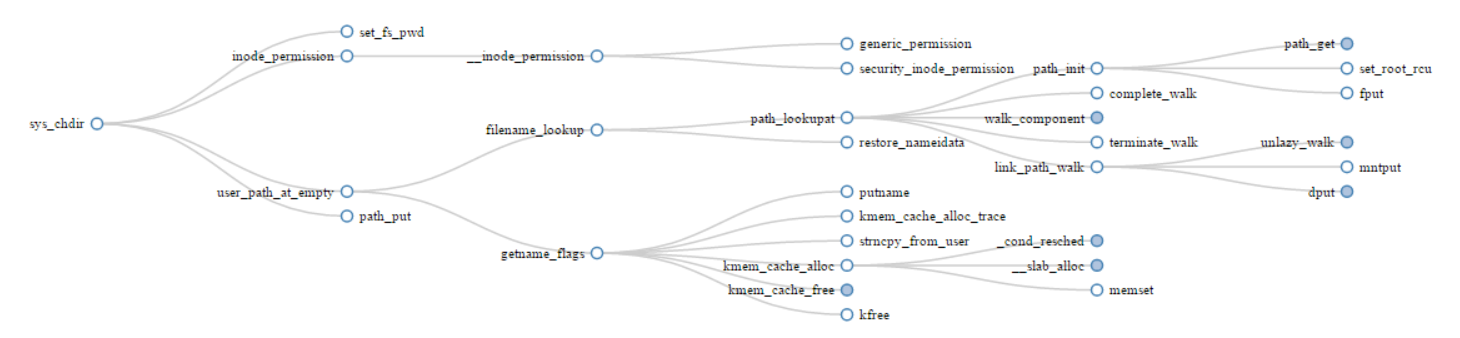 set_fs_pwd
generic_permission
path_get
inode_permission
__inode_permission
security_inode_permission
path_init
set_root_rcu
complete_walk
fput
sys_chdir
filename_lookup
path_lookupat
walk_component
restore_nameidata
terminate_walk
unlazy_walk
link_path_walk
mntput
user_path_at_empty
putname
dput
path_put
kmem_cache_alloc_trace
strncpy_from_user
_cond_resched
getname_flags
kmem_cache_alloc
__slab_alloc
kmem_cache_free
memset
kfree